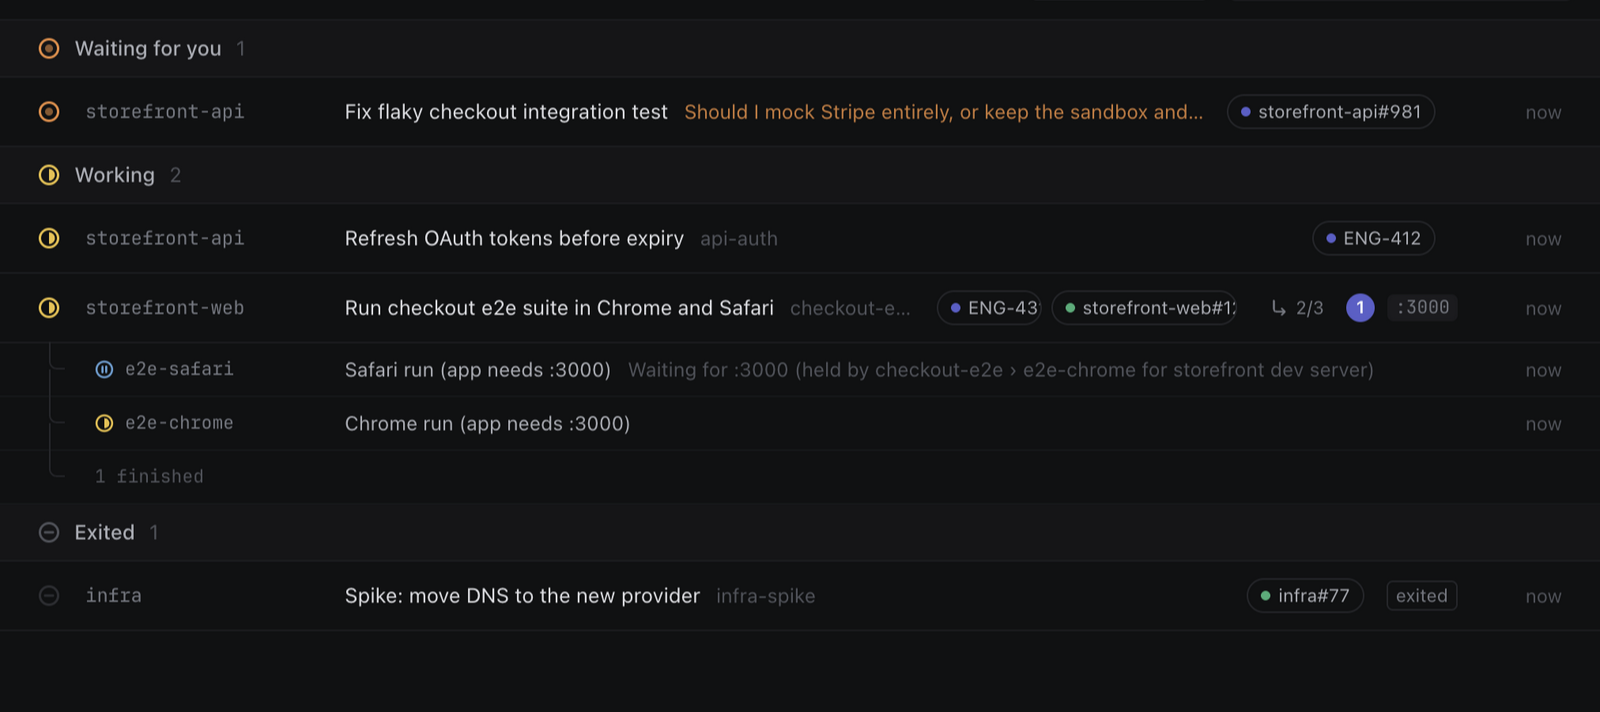 Waiting for you 1
storefront-api Fix flaky checkout integration test Should I mock Stripe entirely, or keep the sandbox and... storefront-api#981 now
Working 2
storefront-api Refresh OAuth tokens before expiry api-auth ENG-412 now
storefront-web Run checkout e2e suite in Chrome and Safari checkout-e... ENG-43 storefront-web#1 2/3 1 :3000 now
e2e-safari Safari run (app needs :3000) Waiting for :3000 (held by checkout-e2e › e2e-chrome for storefront dev server) now
e2e-chrome Chrome run (app needs :3000) now
1 finished
Exited 1
infra Spike: move DNS to the new provider infra-spike infra#77 exited now